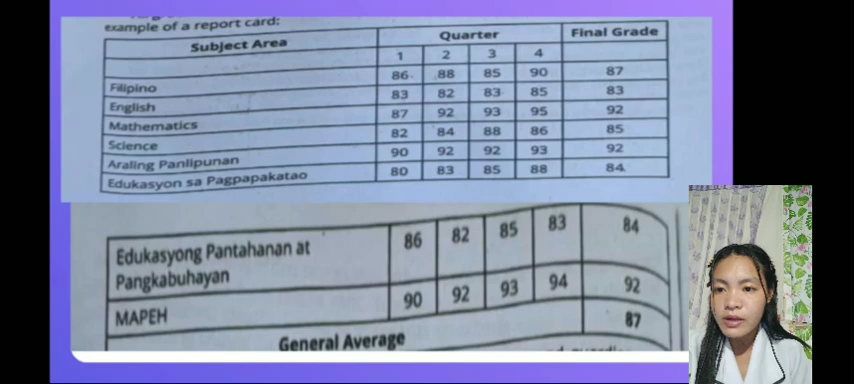 example of a report card:
Subject Area Quarter Final Grade
1 2 3 4
Filipino 86 88 85 90 87
English 83 82 83 85 83
Mathematics 87 92 93 95 92
Science 82 84 88 86 85
Araling Panlipunan 90 92 92 93 92
Edukasyon sa Pagpapakatao 80 83 85 88 84
Edukasyong Pantahanan at
Pangkabuhayan 86 82 85 83 84
MAPEH 90 92 93 94 92
General Average 87